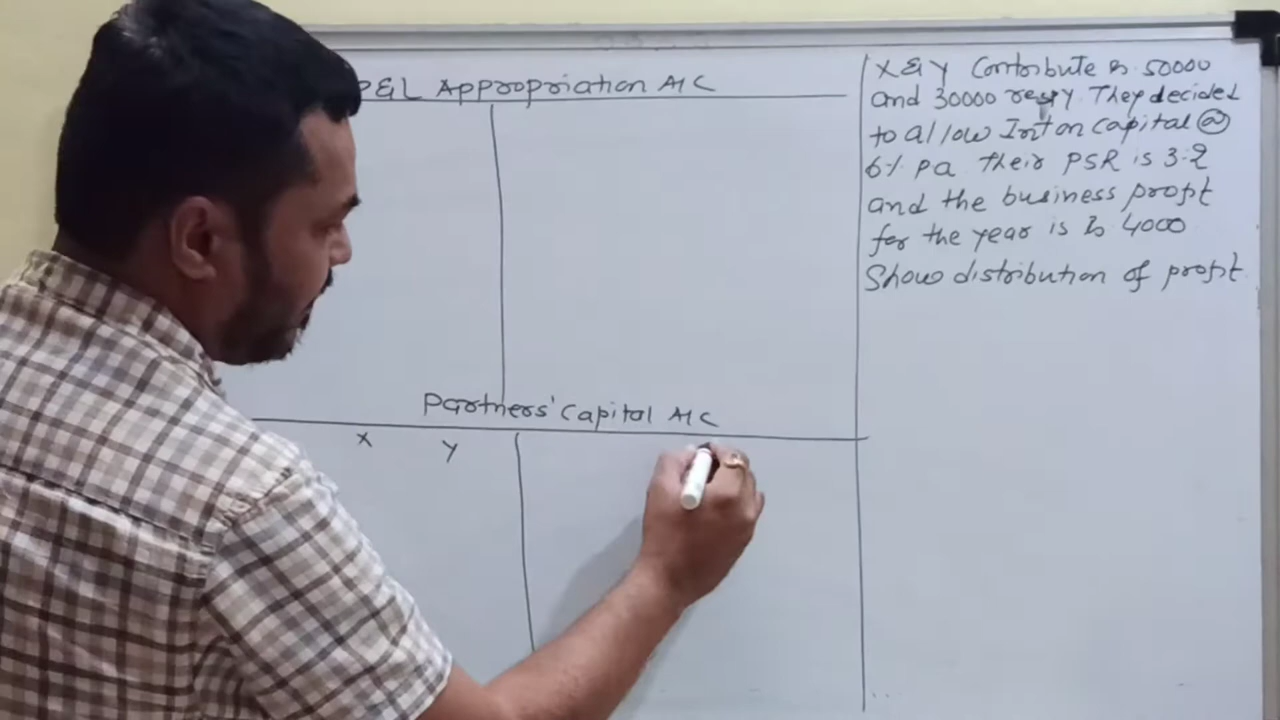 P&L Appropriation A/C
Partners' Capital A/C
X Y
X & Y Contribute Rs 50000
and 30000 respy. They decided
to allow Int on Capital @
6% pa their PSR is 3:2
and the business profit
for the year is Rs 4000
Show distribution of profit